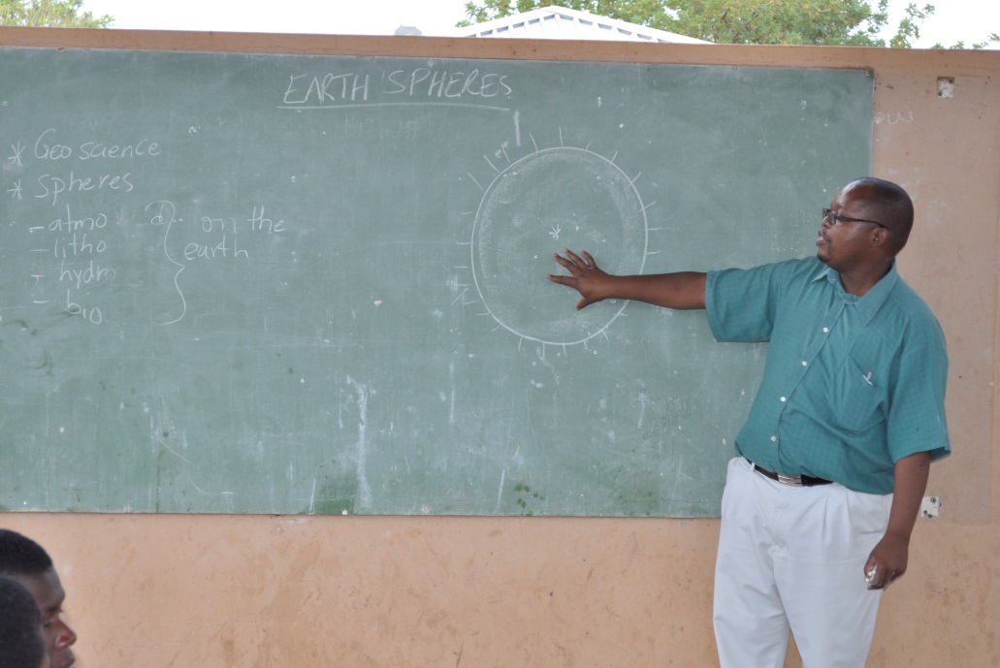 EARTH SPHERES
* Geo science
* Spheres
- atmo
- litho
- hydro
- bio
on the
earth